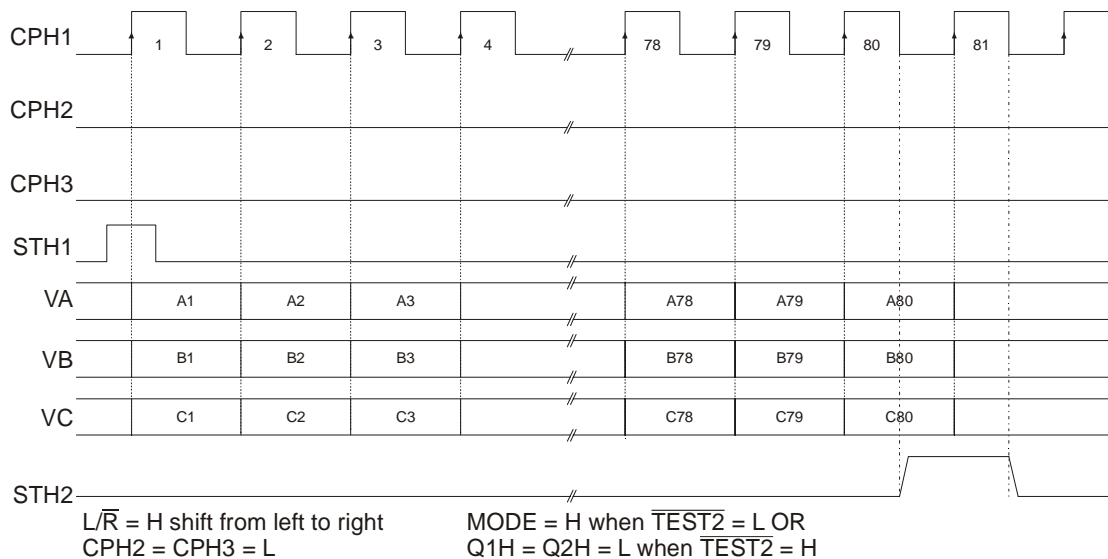 CPH1 1 2 3 4 78 79 80 81
CPH2
CPH3
STH1
VA A1 A2 A3 A78 A79 A80
VB B1 B2 B3 B78 B79 B80
VC C1 C2 C3 C78 C79 C80
STH2
L/R̅ = H shift from left to right
CPH2 = CPH3 = L
MODE = H when T̅E̅S̅T̅2̅ = L OR
Q1H = Q2H = L when T̅E̅S̅T̅2̅ = H